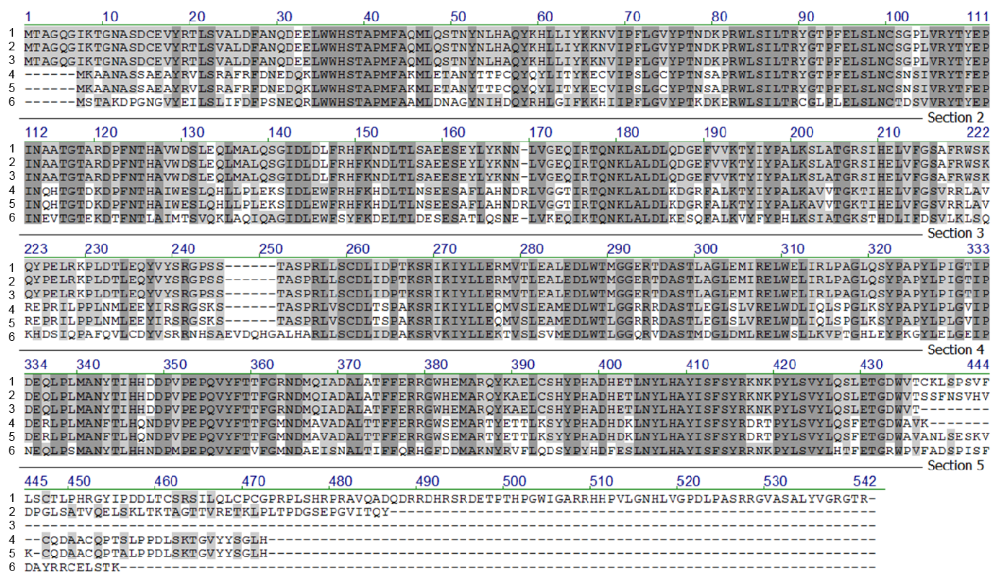 1 10 20 30 40 50 60 70 80 90 100 111
1 MTAGQGIKTGNASDCEVYRTLSVALDFANQDEELWWHSTAPMFAQMLQSTNYNLHAQYKHLLIYKKNVIPFLGVYPTNDKPRWLSILTRYGTPFELSLNCSGPLVRYTYEP
2 MTAGQGIKTGNASDCEVYRTLSVALDFANQDEELWWHSTAPMFAQMLQSTNYNLHAQYKHLLIYKKNVIPFLGVYPTNDKPRWLSILTRYGTPFELSLNCSGPLVRYTYEP
3 MTAGQGIKTGNASDCEVYRTLSVALDFANQDEELWWHSTAPMFAQMLQSTNYNLHAQYKHLLIYKKNVIPFLGVYPTNDKPRWLSILTRYGTPFELSLNCSGPLVRYTYEP
4 ------MKAANASSAEAYRVLSRAFRFDNEDQKLWWHSTAPMFAKMLETANYTTPCQYQYLITYKECVIPSLGCYPTNSAPRWLSILTRYGTPFELSLNCSNSIVRYTFEP
5 ------MKAANASSAEAYRVLSRAFRFDNEDQKLWWHSTAPMFAKMLETANYTTPCQYQYLITYKECVIPSLGCYPTNSAPRWLSILTRYGTPFELSLNCSNSIVRYTFEP
6 ------MSTAKDPGNGVYEILSLIFDFPSNEQRLWWHSTAPMFAAMLDNAGYNIHDQYRHLGIFKKHIIPFLGVYPTKDKERWLSILTRCGLPLELSLNCTDSVVRYTYEP
Section 2
112 120 130 140 150 160 170 180 190 200 210 222
1 INAATGTARDPFNTHAVWDSLEQLMALQSGIDLDLFRHFKNDLTLSAEESEYLYKNN-LVGEQIRTQNKLALDLQDGEFVVKTYIYPALKSLATGRSIHELVFGSAFRWSK
2 INAATGTARDPFNTHAVWDSLEQLMALQSGIDLDLFRHFKNDLTLSAEESEYLYKNN-LVGEQIRTQNKLALDLQDGEFVVKTYIYPALKSLATGRSIHELVFGSAFRWSK
3 INAATGTARDPFNTHAVWDSLEQLMALQSGIDLDLFRHFKNDLTLSAEESEYLYKNN-LVGEQIRTQNKLALDLQDGEFVVKTYIYPALKSLATGRSIHELVFGSAFRWSK
4 INQHTGTDKDPFNTHAIWESLQHLLPLEKSIDLEWFRHFKHDLTLNSEESAFLAHNDRLVGGTIRTQNKLALDLKDGRFALKTYIYPALKAVVTGKTIHELVFGSVRRLAV
5 INQHTGTDKDPFNTHAIWESLQHLLPLEKSIDLEWFRHFKHDLTLNSEESAFLAHNDRLVGGTIRTQNKLALDLKDGRFALKTYIYPALKAVVTGKTIHELVFGSVRRLAV
6 INEVTGTEKDTFNTLAIMTSVQKLAQIQAGIDLEWFSYFKDELTLDESESATLQSNE-LVKEQIKTQNKLALDLKESQFALKVYFYPHLKSIATGKSTHDLIFDSVLKLSQ
Section 3
223 230 240 250 260 270 280 290 300 310 320 333
1 QYPELRKPLDTLEQYVYSRGPSS------TASPRLLSCDLIDPTKSRIKIYLLERMVTLEALEDLWTMGGERTDASTLAGLEMIRELWELIRLPAGLQSYPAPYLPIGTIP
2 QYPELRKPLDTLEQYVYSRGPSS------TASPRLLSCDLIDPTKSRIKIYLLERMVTLEALEDLWTMGGERTDASTLAGLEMIRELWELIRLPAGLQSYPAPYLPIGTIP
3 QYPELRKPLDTLEQYVYSRGPSS------TASPRLLSCDLIDPTKSRIKIYLLERMVTLEALEDLWTMGGERTDASTLAGLEMIRELWELIRLPAGLQSYPAPYLPIGTIP
4 REPRILPPLNMLEEYIRSRGSKS------TASPRLVSCDLTSPAKSRIKIYLLEQMVSLEAMEDLWTLGGRRRDASTLEGLSLVRELWDLIQLSPGLKSYPAPYLPLGVIP
5 REPRILPPLNMLEEYIRSRGSKS------TASPRLVSCDLTSPAKSRIKIYLLEQMVSLEAMEDLWTLGGRRRDASTLEGLSLVRELWDLIQLSPGLKSYPAPYLPLGVIP
6 KHDSIQPAFQVLCDYVSRRNHSAEVDQHGALHARLLSCDLIDPAKSRVKIYLLEKTVSLSVMEDLWTLGGQRVDASTMDGLDMLRELWSLLKVPTGHLEYPKGYLELGEIP
Section 4
334 340 350 360 370 380 390 400 410 420 430 444
1 DEQLPLMANYTIHHDDPVPEPQVYFTTFGRNDMQIADALATFFERRGWHEMARQYKAELCSHYPHADHETLNYLHAYISFSYRKNKPYLSVYLQSLETGDWVTCKLSPSVF
2 DEQLPLMANYTIHHDDPVPEPQVYFTTFGRNDMQIADALATFFERRGWHEMARQYKAELCSHYPHADHETLNYLHAYISFSYRKNKPYLSVYLQSLETGDWVTSSFNSVHV
3 DEQLPLMANYTIHHDDPVPEPQVYFTTFGRNDMQIADALATFFERRGWHEMARQYKAELCSHYPHADHETLNYLHAYISFSYRKNKPYLSVYLQSLETGDWVT---------
4 DERLPLMANFTLHQNDPVPEPQVYFTTFGMNDMAVADALTTFFERRGWSEMARTYETTLKSYYPHADHDKLNYLHAYISFSYRDRTPYLSVYLQSFETGDWAVK--------
5 DERLPLMANFTLHQNDPVPEPQVYFTTFGMNDMAVADALTTFFERRGWSEMARTYETTLKSYYPHADHDKLNYLHAYISFSYRDRTPYLSVYLQSFETGDWAVANLSESKV
6 NEQLPSMANYTLHHNDPMPEPQVYFTVFGMNDAEISNALTIFFQRHGFDDMAKNYRVFLQDSYPYHDFESLNYLHAYISFSYRRNKPYLSVYLHTFETGRWPVFADSPISF
Section 5
445 450 460 470 480 490 500 510 520 530 542
1 LSCTLPHRGYIPDDLTCSRSILQLCPCGPRPLSHRPRAVQADQDRRDHRSRDETPTHPGWIGARRHHPVLGNHLVGPDLPASRRGVASALYVGRGTR-
2 DPGLSATVQELSKLTKTAGTTVRETKLPLTPDGSEPGVITQY--------------------------------------------------------
3 --------------------------------------------------------------------------------------------------
4 --CQDAACQPTSLPPDLSKTGVYYSGLH----------------------------------------------------------------------
5 K-CQDAACQPTALPPDLSKTGVYYSGLH----------------------------------------------------------------------
6 DAYRRCELSTK---------------------------------------------------------------------------------------